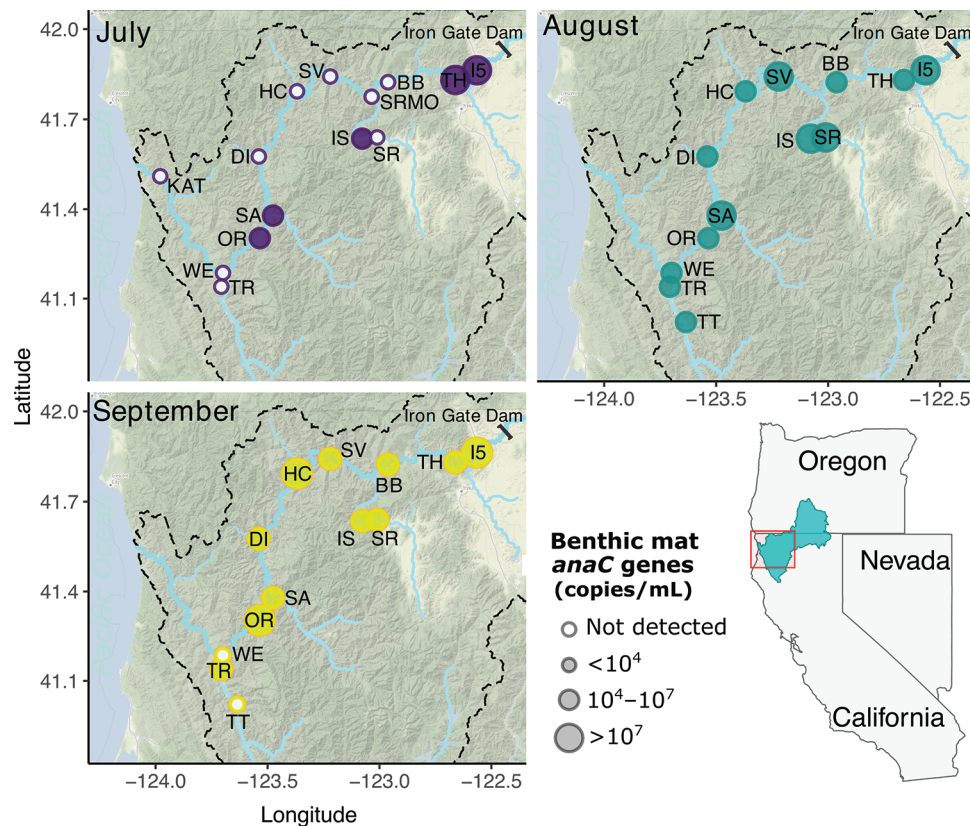 July
Iron Gate Dam
42.0
SV
BB
TH
I5
HC
SRMO
41.7
IS
SR
DI
KAT
41.4
SA
OR
WE
TR
41.1
August
Iron Gate Dam
SV
BB
TH
I5
HC
IS
SR
DI
SA
OR
WE
TR
TT
−124.0
−123.5
−123.0
−122.5
Latitude
September
Iron Gate Dam
42.0
SV
TH
I5
HC
BB
41.7
DI
IS
SR
41.4
SA
OR
WE
TR
41.1
TT
−124.0
−123.5
−123.0
−122.5
Longitude
Benthic mat
anaC genes
(copies/mL)
Not detected
<10⁴
10⁴–10⁷
>10⁷
Oregon
Nevada
California